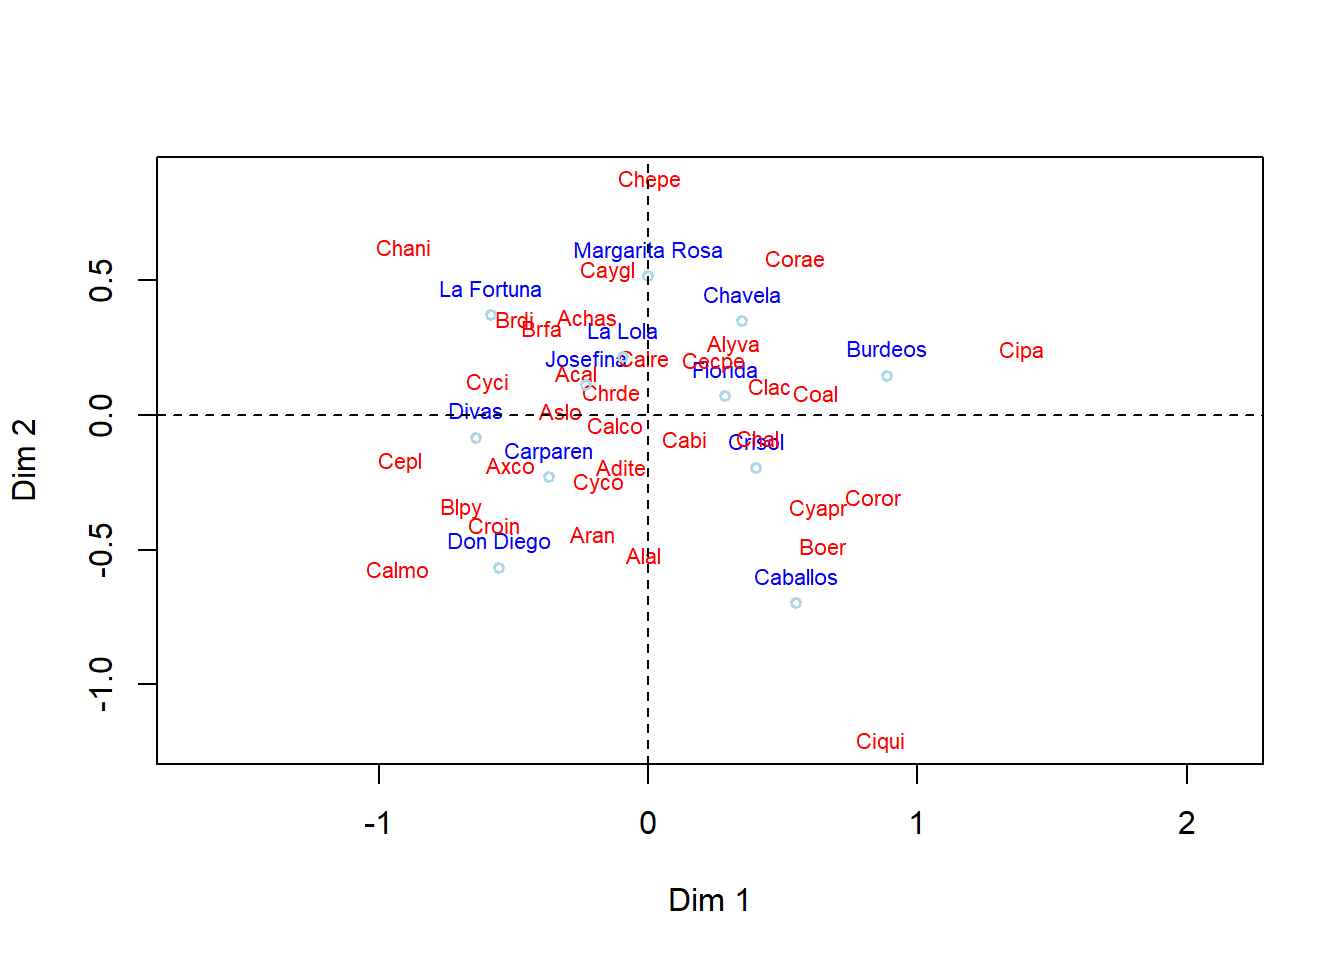 Chepe
Chani
Margarita Rosa
Corae
Caygl
La Fortuna
Chavela
Brdi
Achas
Brfa
La Lola
Alyva
Burdeos
Cipa
Josefina
Caire
Cecpe
Florida
Acal
Cyci
Chrde
Clac
Coal
Divas
Aslo
Calco
Cabi
Chal
Crisol
Carparen
Cepl
Axco
Adite
Cyco
Blpy
Coror
Cyapr
Croin
Aran
Don Diego
Boer
Alal
Calmo
Caballos
Ciqui
0.5
0.0
-0.5
-1.0
Dim 2
-1 0 1 2
Dim 1